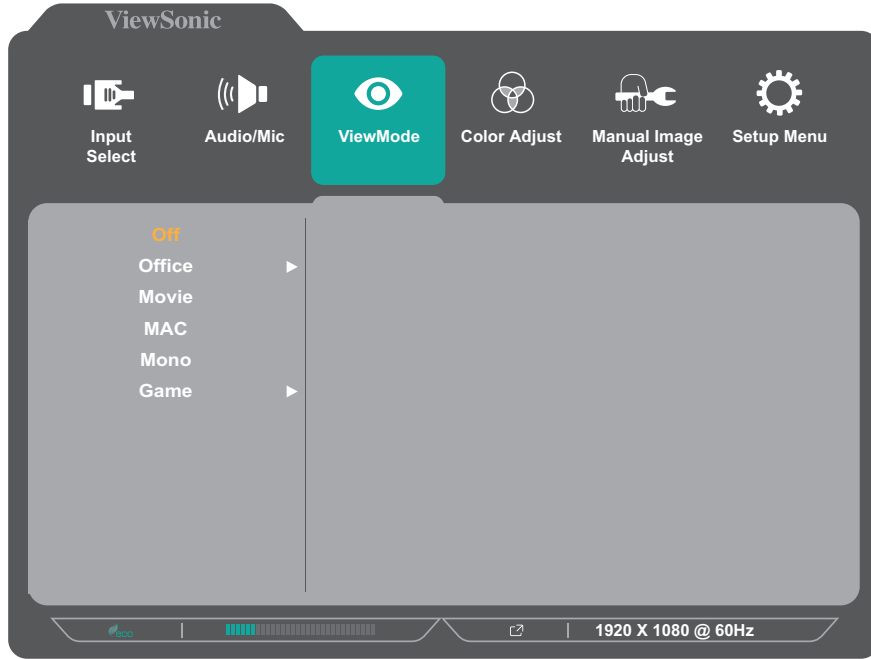 ViewSonic
Input
Select
Audio/Mic
ViewMode
Color Adjust
Manual Image
Adjust
Setup Menu
Off
Office
Movie
MAC
Mono
Game
eco
1920 X 1080 @ 60Hz